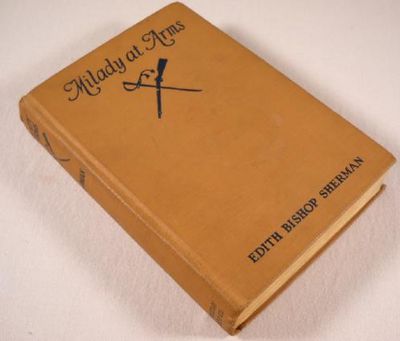 Milady at Arms
EDITH BISHOP SHERMAN